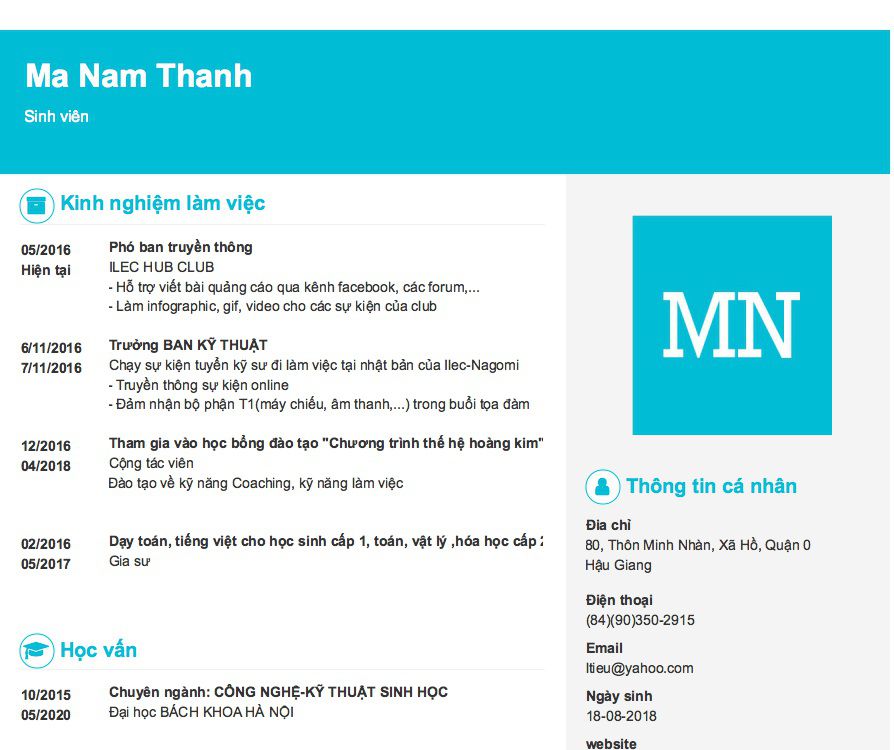 Ma Nam Thanh
Sinh viên
Kinh nghiệm làm việc
05/2016
Hiện tại
Phó ban truyền thông
ILEC HUB CLUB
- Hỗ trợ viết bài quảng cáo qua kênh facebook, các forum,...
- Làm infographic, gif, video cho các sự kiện của club
6/11/2016
7/11/2016
Trưởng BAN KỸ THUẬT
Chạy sự kiện tuyển kỹ sư đi làm việc tại nhật bản của Ilec-Nagomi
- Truyền thông sự kiện online
- Đảm nhận bộ phận T1(máy chiếu, âm thanh,...) trong buổi tọa đàm
12/2016
04/2018
Tham gia vào học bổng đào tạo "Chương trình thế hệ hoàng kim"
Cộng tác viên
Đào tạo về kỹ năng Coaching, kỹ năng làm việc
02/2016
05/2017
Dạy toán, tiếng việt cho học sinh cấp 1, toán, vật lý ,hóa học cấp 2
Gia sư
Học vấn
10/2015
05/2020
Chuyên ngành: CÔNG NGHỆ-KỸ THUẬT SINH HỌC
Đại học BÁCH KHOA HÀ NỘI
MN
Thông tin cá nhân
Đia chỉ
80, Thôn Minh Nhàn, Xã Hồ, Quận 0
Hậu Giang
Điện thoại
(84)(90)350-2915
Email
ltieu@yahoo.com
Ngày sinh
18-08-2018
website